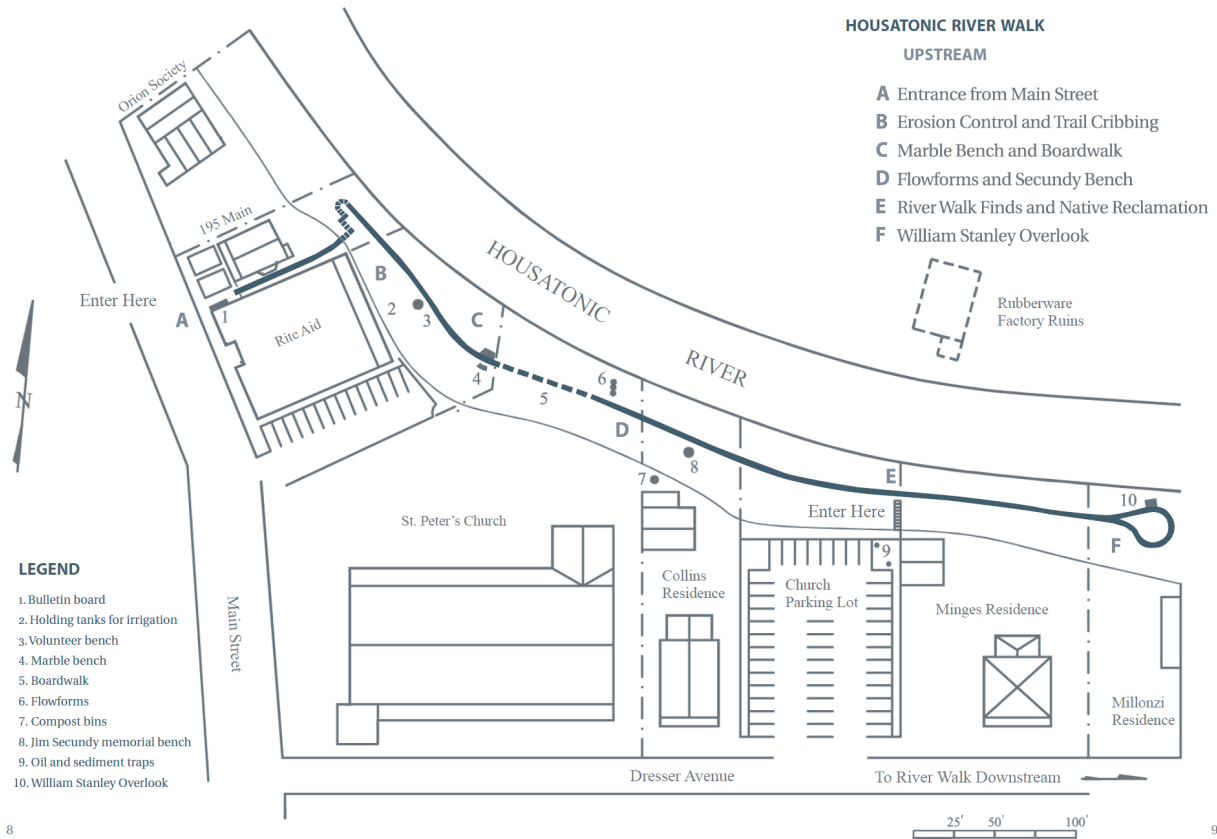 HOUSATONIC RIVER WALK
UPSTREAM
A Entrance from Main Street
B Erosion Control and Trail Cribbing
C Marble Bench and Boardwalk
D Flowforms and Secundy Bench
E River Walk Finds and Native Reclamation
F William Stanley Overlook
Orion Society
195 Main
Enter Here
A
1
Rite Aid
B
2
3
C
4
5
6
HOUSATONIC
RIVER
Rubberware
Factory Ruins
N
D
8
7
E
Enter Here
10
F
9
St. Peter's Church
Collins
Residence
Church
Parking Lot
Minges Residence
Millonzi
Residence
Main Street
LEGEND
1. Bulletin board
2. Holding tanks for irrigation
3. Volunteer bench
4. Marble bench
5. Boardwalk
6. Flowforms
7. Compost bins
8. Jim Secundy memorial bench
9. Oil and sediment traps
10. William Stanley Overlook
Dresser Avenue
To River Walk Downstream
25' 50' 100'
8
9